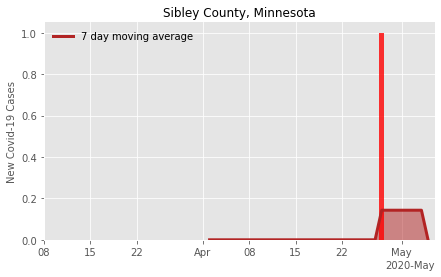 Sibley County, Minnesota
7 day moving average
New Covid-19 Cases
1.0
0.8
0.6
0.4
0.2
0.0
08 15 22 Apr 08 15 22 May
2020-May